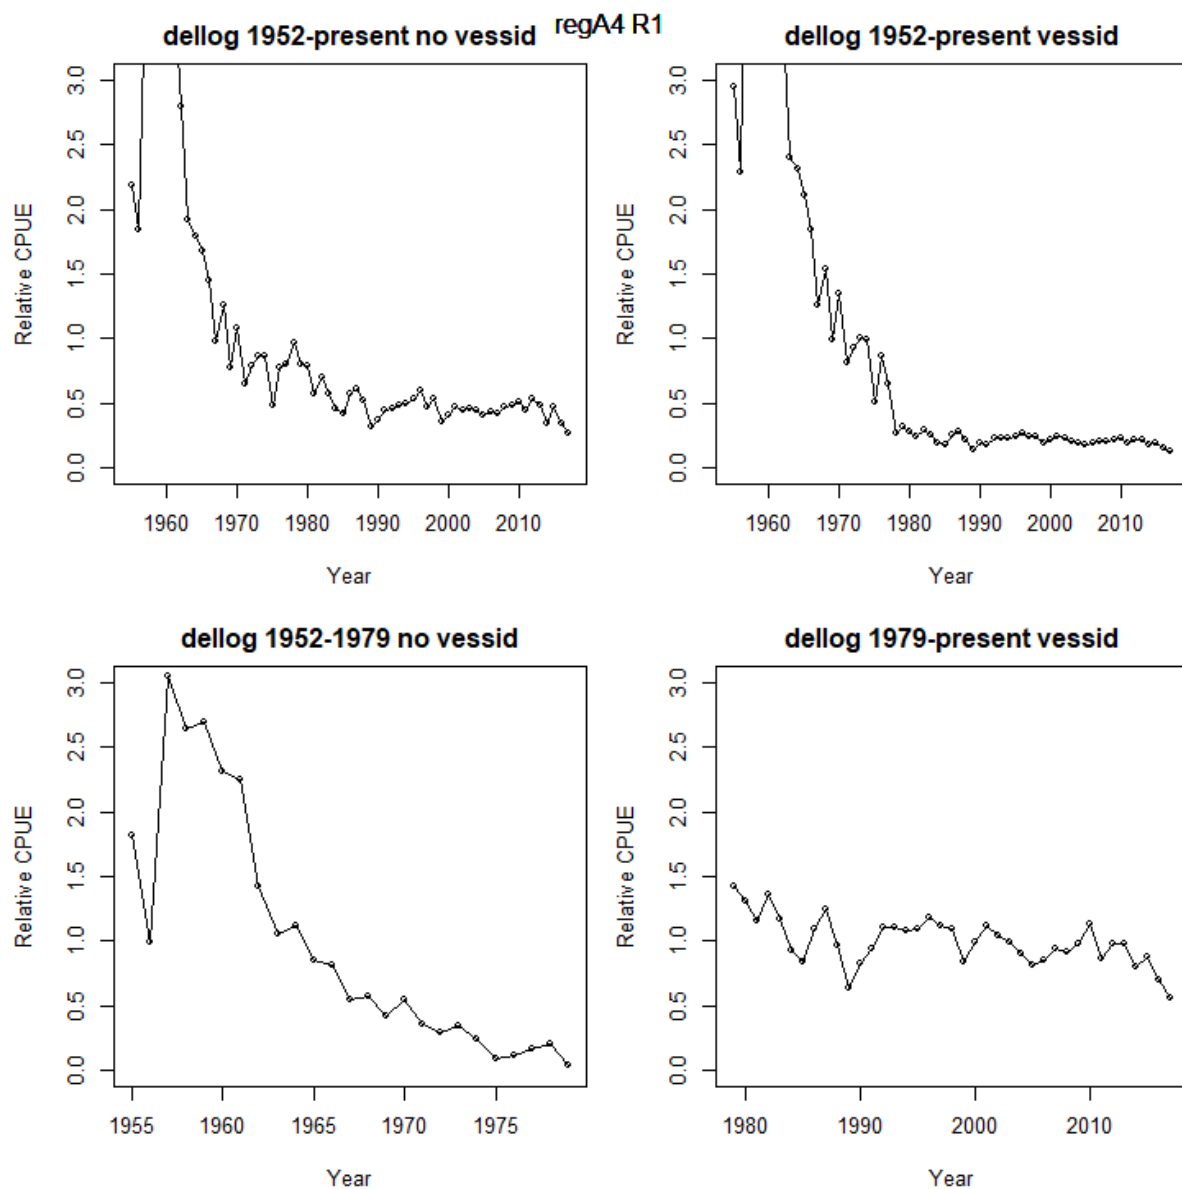 regA4 R1
dellog 1952-present no vessid
Relative CPUE
3.0
2.5
2.0
1.5
1.0
0.5
0.0
1960 1970 1980 1990 2000 2010
Year
dellog 1952-present vessid
Relative CPUE
3.0
2.5
2.0
1.5
1.0
0.5
0.0
1960 1970 1980 1990 2000 2010
Year
dellog 1952-1979 no vessid
Relative CPUE
3.0
2.5
2.0
1.5
1.0
0.5
0.0
1955 1960 1965 1970 1975
Year
dellog 1979-present vessid
Relative CPUE
3.0
2.5
2.0
1.5
1.0
0.5
0.0
1980 1990 2000 2010
Year